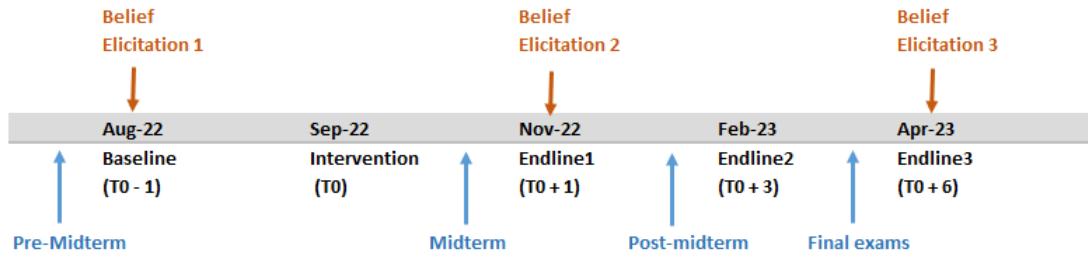 Belief
Elicitation 1
Belief
Elicitation 2
Belief
Elicitation 3
Aug-22 Sep-22 Nov-22 Feb-23 Apr-23
Baseline Intervention Endline1 Endline2 Endline3
(T0 - 1) (T0) (T0 + 1) (T0 + 3) (T0 + 6)
Pre-Midterm Midterm Post-midterm Final exams